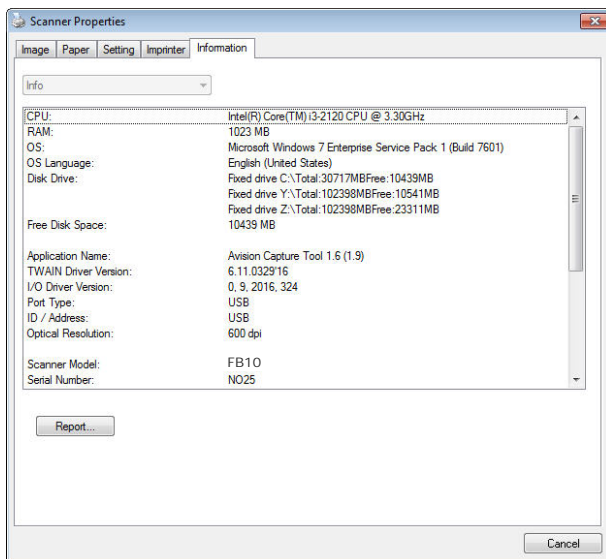 Scanner Properties
Image Paper Setting Imprinter Information
Info
CPU: Intel(R) Core(TM) i3-2120 CPU @ 3.30GHz
RAM: 1023 MB
OS: Microsoft Windows 7 Enterprise Service Pack 1 (Build 7601)
OS Language: English (United States)
Disk Drive: Fixed drive C:\Total:30717MBFree:10439MB
Fixed drive Y:\Total:102398MBFree:10541MB
Fixed drive Z:\Total:102398MBFree:23311MB
Free Disk Space: 10439 MB
Application Name: Avision Capture Tool 1.6 (1.9)
TWAIN Driver Version: 6.11.0329'16
I/O Driver Version: 0, 9, 2016, 324
Port Type: USB
ID / Address: USB
Optical Resolution: 600 dpi
Scanner Model: FB10
Serial Number: NO25
Report...
Cancel